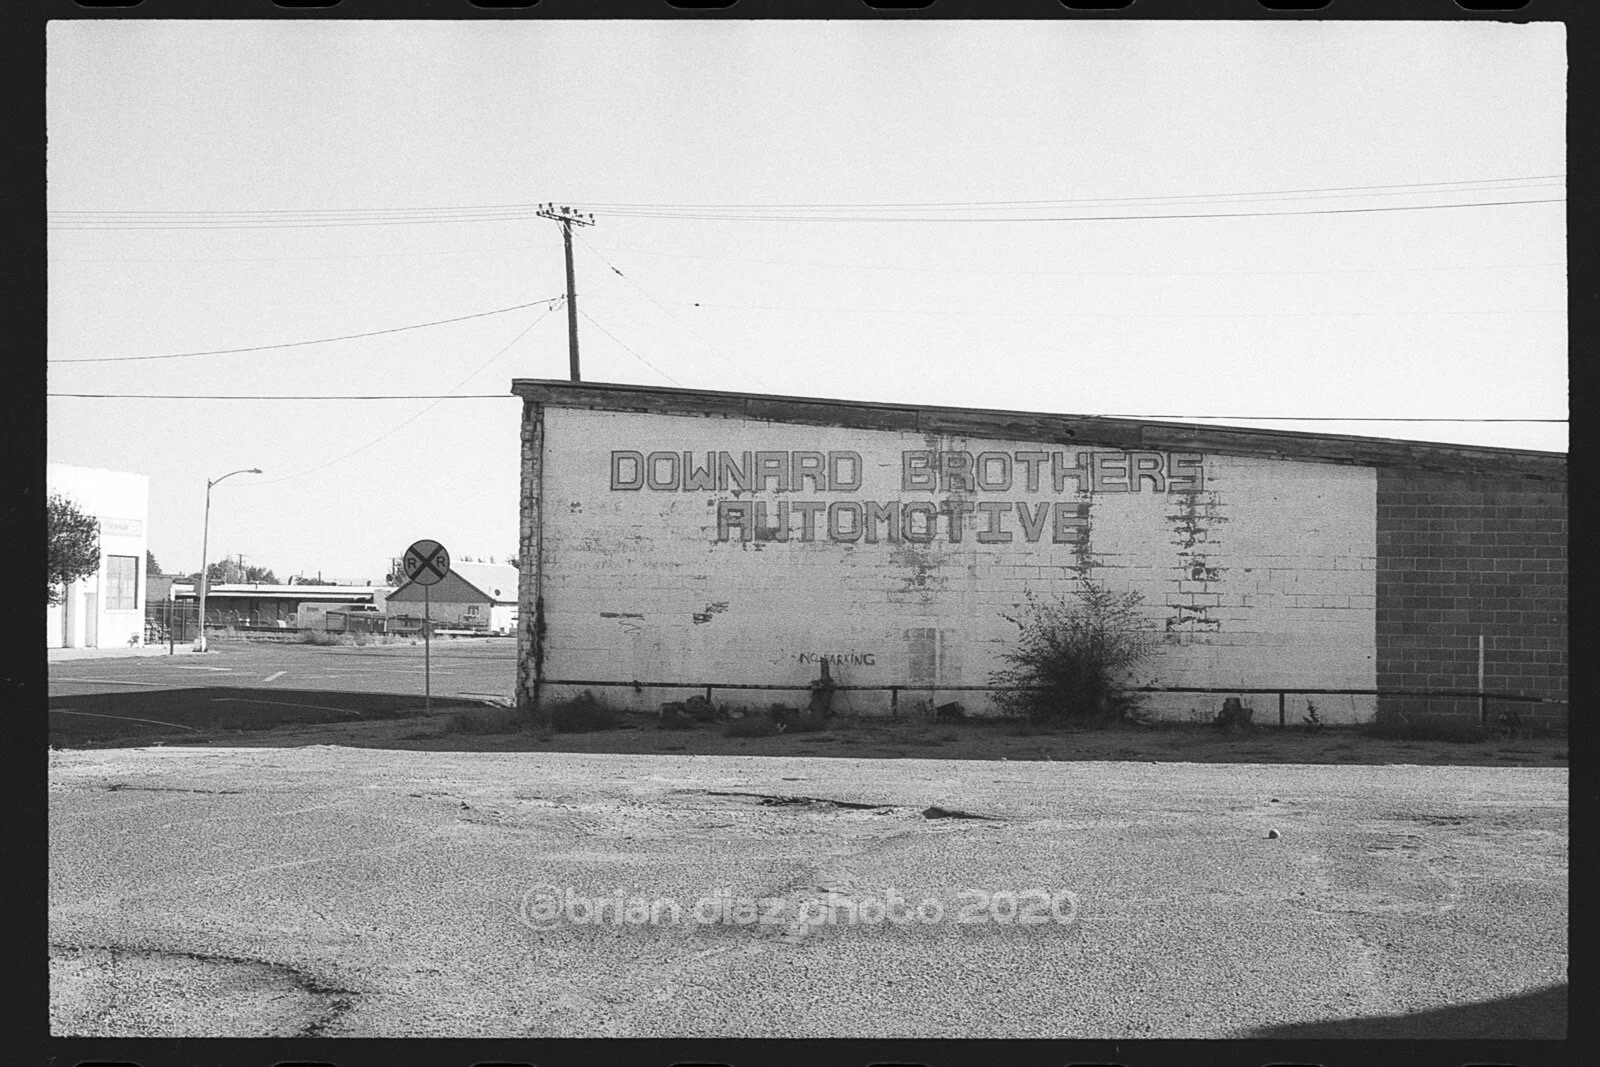 DOWNARD BROTHERS
AUTOMOTIVE
R R
NO PARKING
@brian diaz photo 2020